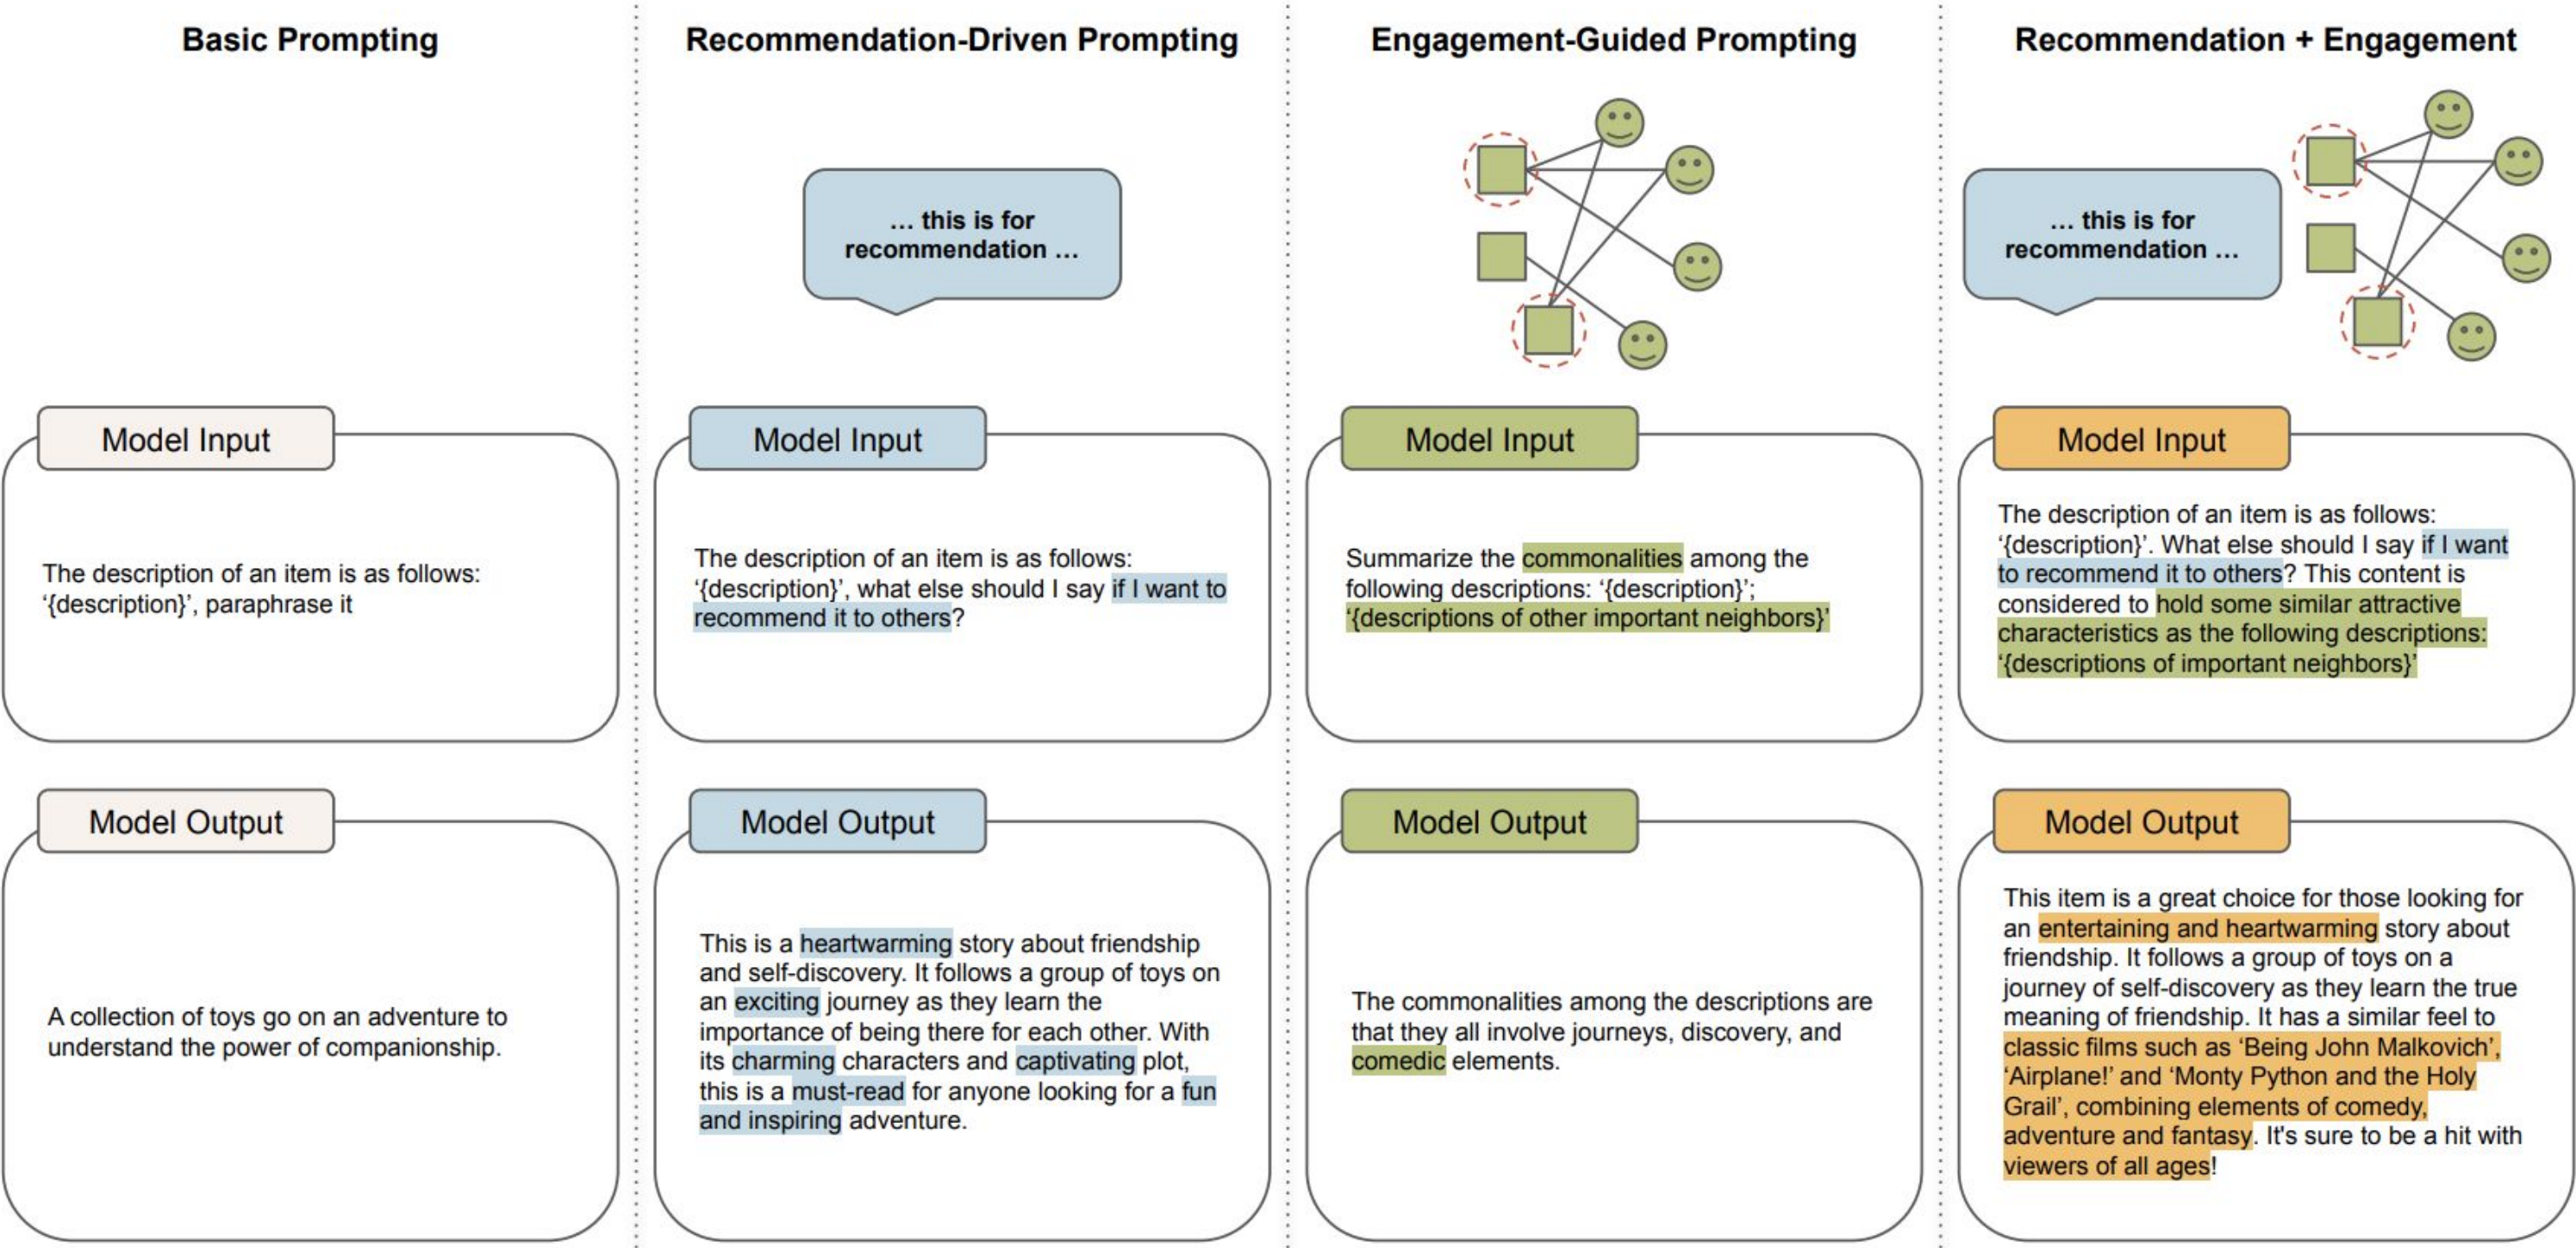 Basic Prompting
Recommendation-Driven Prompting
Engagement-Guided Prompting
Recommendation + Engagement
... this is for
recommendation ...
... this is for
recommendation ...
Model Input
The description of an item is as follows:
‘{description}’, paraphrase it
Model Input
The description of an item is as follows:
‘{description}’, what else should I say if I want to
recommend it to others?
Model Input
Summarize the commonalities among the
following descriptions: ‘{description}’;
‘{descriptions of other important neighbors}’
Model Input
The description of an item is as follows:
‘{description}’. What else should I say if I want
to recommend it to others? This content is
considered to hold some similar attractive
characteristics as the following descriptions:
‘{descriptions of important neighbors}’
Model Output
A collection of toys go on an adventure to
understand the power of companionship.
Model Output
This is a heartwarming story about friendship
and self-discovery. It follows a group of toys on
an exciting journey as they learn the
importance of being there for each other. With
its charming characters and captivating plot,
this is a must-read for anyone looking for a fun
and inspiring adventure.
Model Output
The commonalities among the descriptions are
that they all involve journeys, discovery, and
comedic elements.
Model Output
This item is a great choice for those looking for
an entertaining and heartwarming story about
friendship. It follows a group of toys on a
journey of self-discovery as they learn the true
meaning of friendship. It has a similar feel to
classic films such as ‘Being John Malkovich’,
‘Airplane!’ and ‘Monty Python and the Holy
Grail’, combining elements of comedy,
adventure and fantasy. It's sure to be a hit with
viewers of all ages!